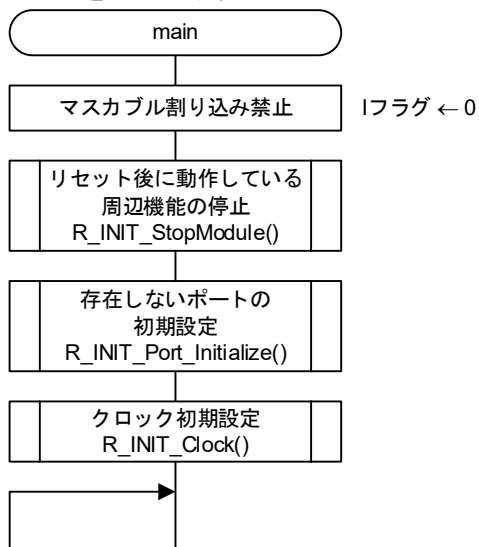 main
マスカブル割り込み禁止
Iフラグ ← 0
リセット後に動作している
周辺機能の停止
R_INIT_StopModule()
存在しないポートの
初期設定
R_INIT_Port_Initialize()
クロック初期設定
R_INIT_Clock()